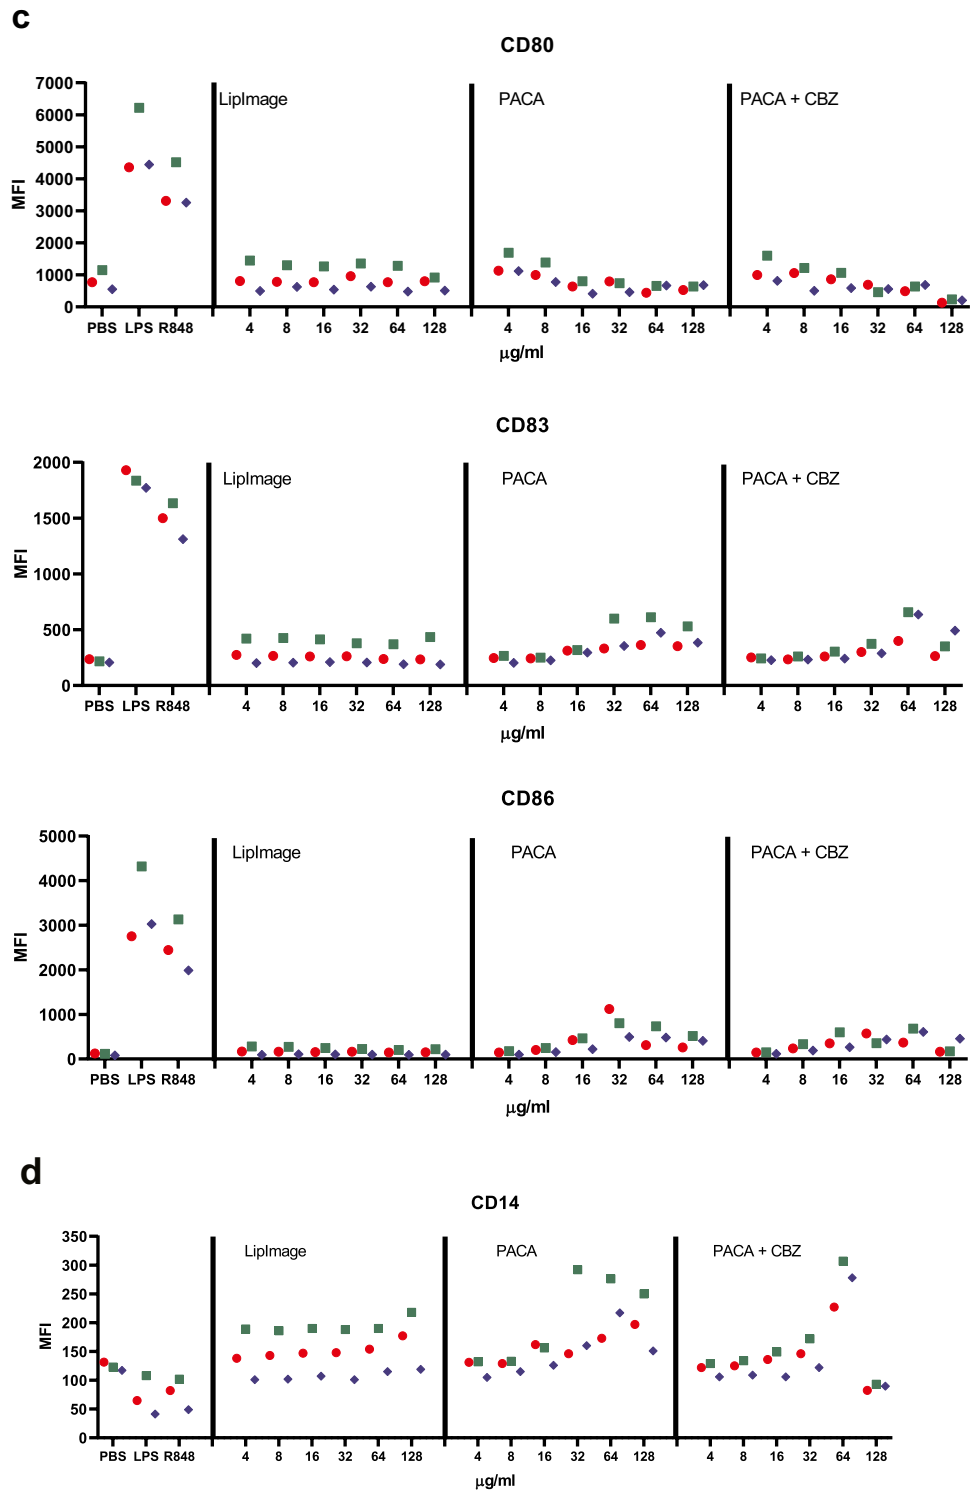 c
CD80
7000
6000
5000
4000
3000
2000
1000
0
MFI
LipImage
PACA
PACA + CBZ
PBS LPS R848 4 8 16 32 64 128 4 8 16 32 64 128 4 8 16 32 64 128
µg/ml
CD83
2000
1500
1000
500
0
MFI
LipImage
PACA
PACA + CBZ
PBS LPS R848 4 8 16 32 64 128 4 8 16 32 64 128 4 8 16 32 64 128
µg/ml
CD86
5000
4000
3000
2000
1000
0
MFI
LipImage
PACA
PACA + CBZ
PBS LPS R848 4 8 16 32 64 128 4 8 16 32 64 128 4 8 16 32 64 128
µg/ml
d
CD14
350
300
250
200
150
100
50
0
MFI
LipImage
PACA
PACA + CBZ
PBS LPS R848 4 8 16 32 64 128 4 8 16 32 64 128 4 8 16 32 64 128
µg/ml